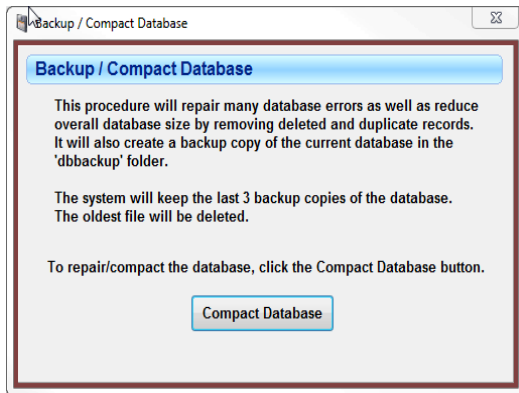 Backup / Compact Database
Backup / Compact Database
This procedure will repair many database errors as well as reduce
overall database size by removing deleted and duplicate records.
It will also create a backup copy of the current database in the
'dbbackup' folder.
The system will keep the last 3 backup copies of the database.
The oldest file will be deleted.
To repair/compact the database, click the Compact Database button.
Compact Database